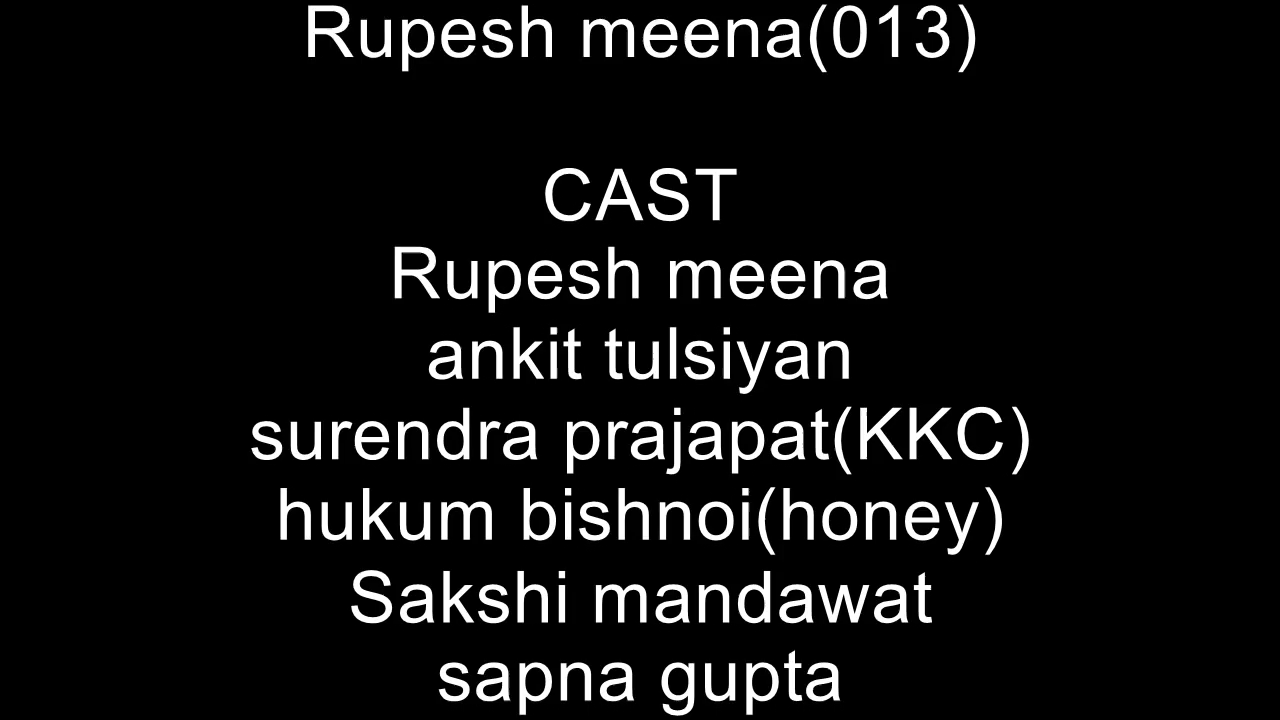 Rupesh meena(013)
CAST
Rupesh meena
ankit tulsiyan
surendra prajapat(KKC)
hukum bishnoi(honey)
Sakshi mandawat
sapna gupta